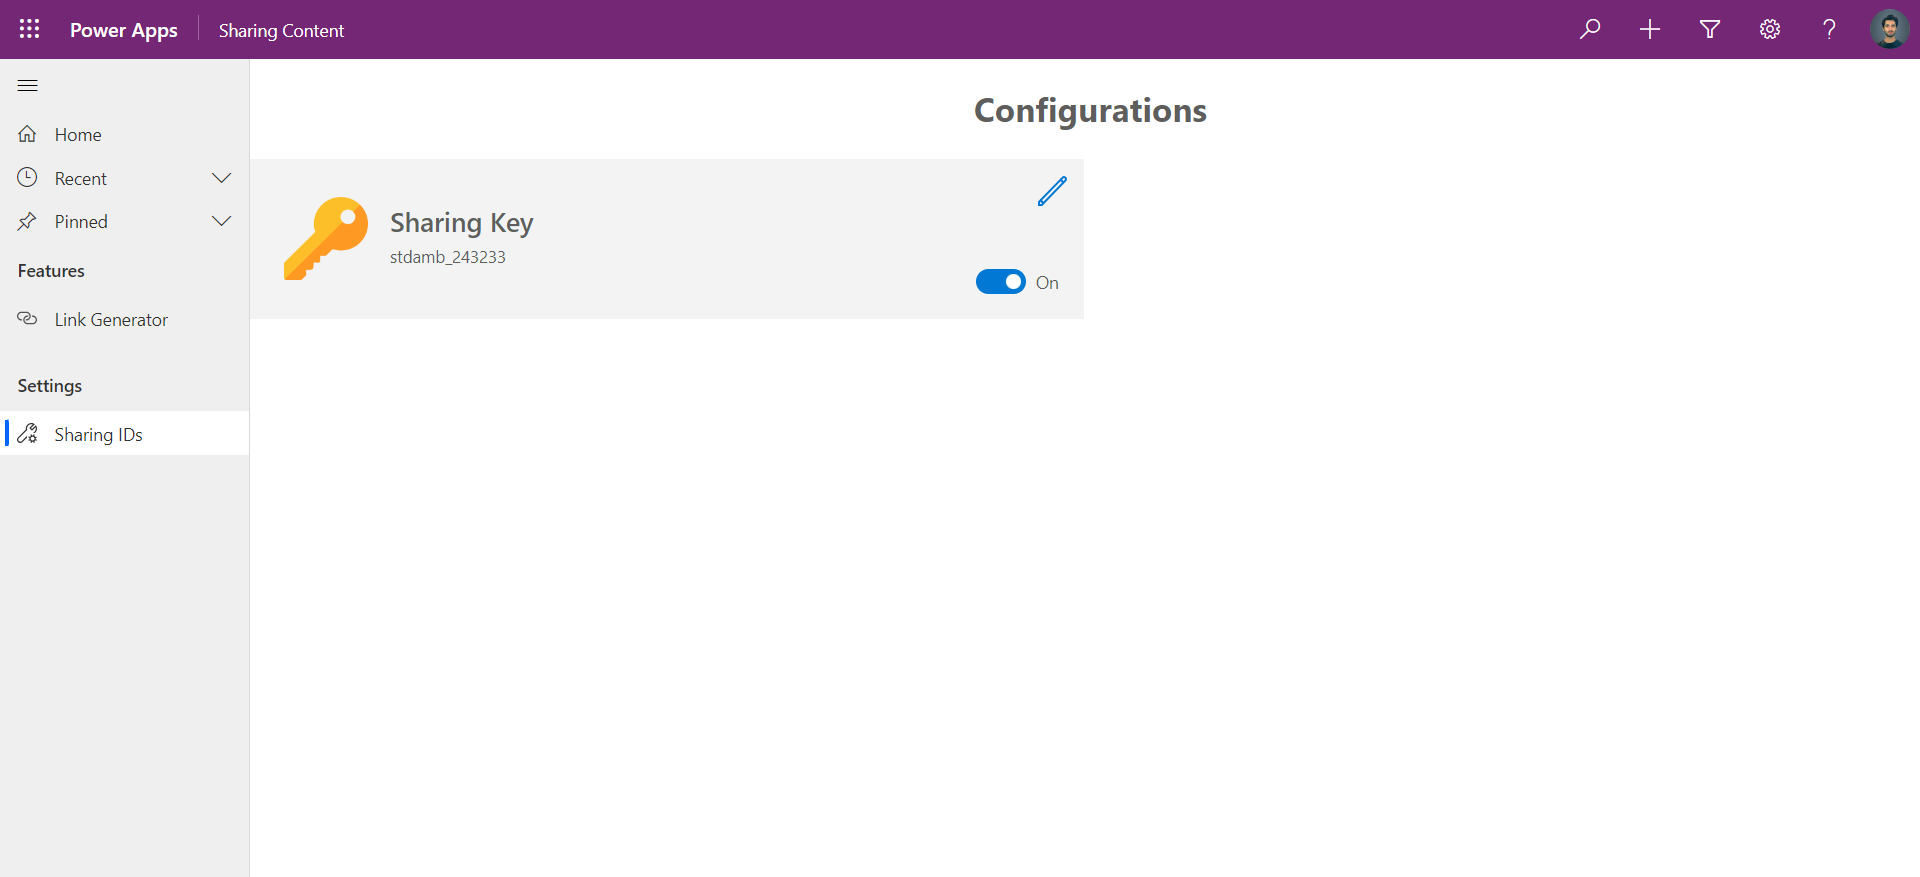 Power Apps
Sharing Content
Home
Recent
Pinned
Features
Link Generator
Settings
Sharing IDs
Configurations
Sharing Key
stdamb_243233
On